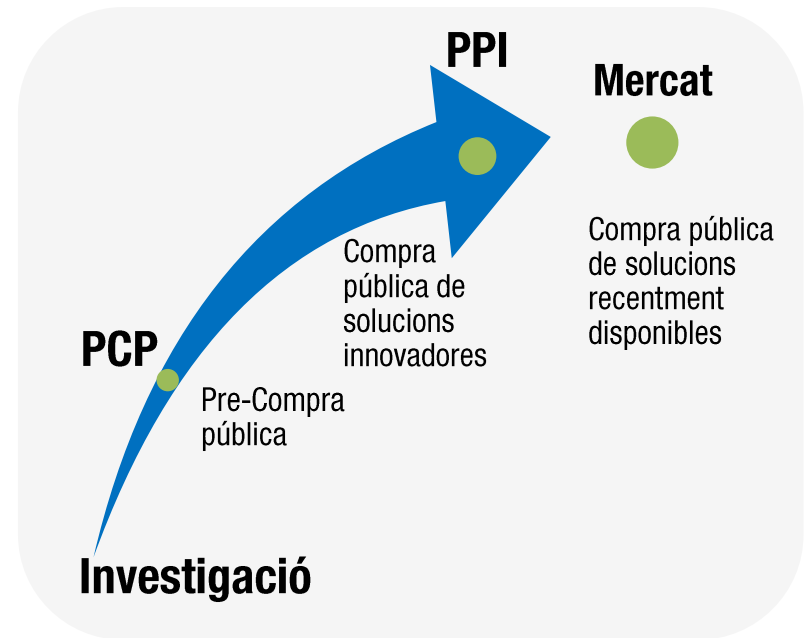 PPI
Mercat
Compra pública
de solucions
recentment
disponibles
Compra
pública de
solucions
innovadores
PCP
Pre-Compra
pública
Investigació